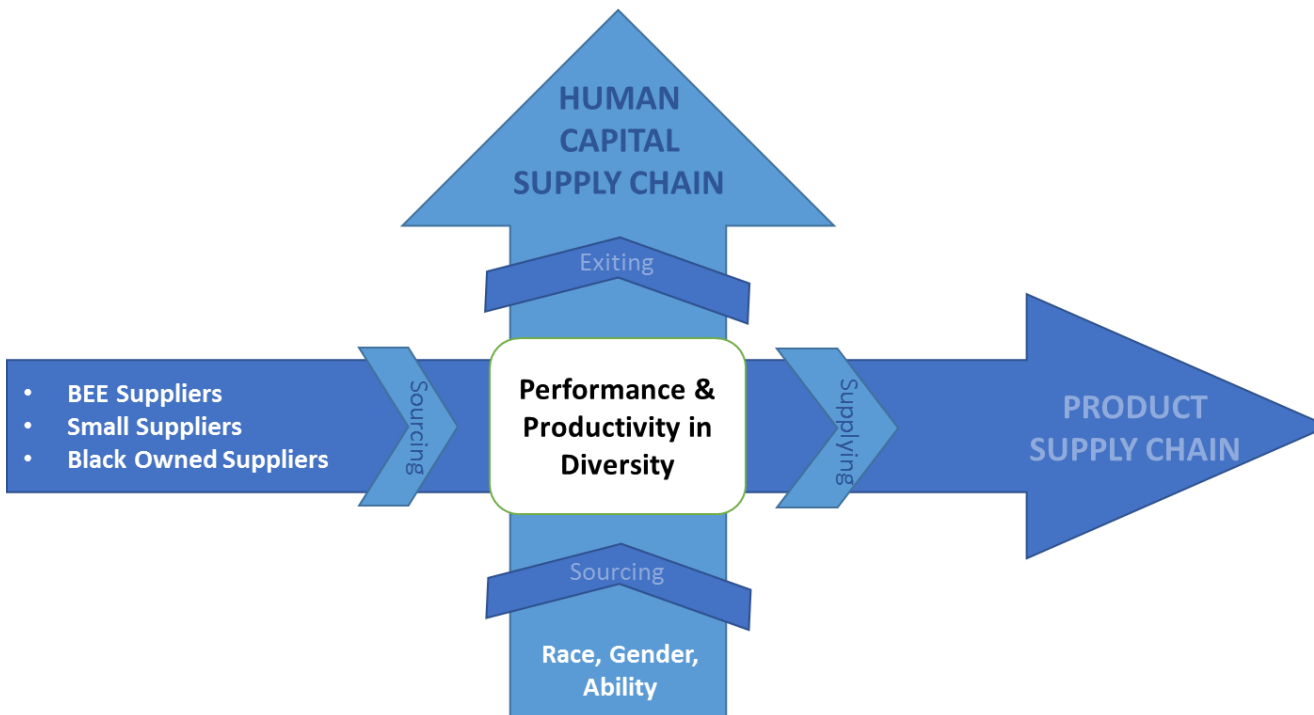 HUMAN
CAPITAL
SUPPLY CHAIN
Exiting
• BEE Suppliers
• Small Suppliers
• Black Owned Suppliers
Sourcing
Performance &
Productivity in
Diversity
Supplying
PRODUCT
SUPPLY CHAIN
Sourcing
Race, Gender,
Ability